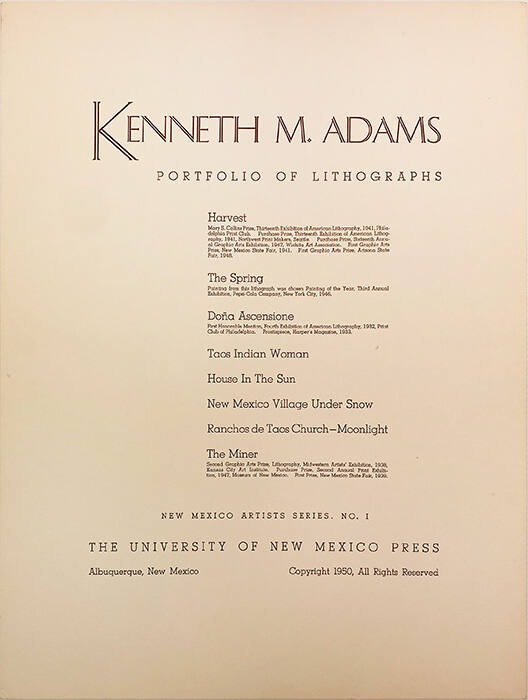 KENNETH M. ADAMS
PORTFOLIO OF LITHOGRAPHS
Harvest
Mary S. Collins Prize, Thirteenth Exhibition of American Lithography, 1941, Phila-
delphia Print Club. Purchase Prize, Thirteenth Exhibition of American Lithog-
raphy, 1941, Northwest Print Makers, Seattle. Purchase Prize, Sixteenth Annu-
al Graphic Arts Exhibition, 1947, Wichita Art Association. First Graphic Arts
Prize, New Mexico State Fair, 1941. First Graphic Arts Prize, Arizona State
Fair, 1948.
The Spring
Painting from this lithograph was chosen Painting of the Year, Third Annual
Exhibition, Pepsi-Cola Company, New York City, 1946.
Doña Ascensione
First Honorable Mention, Fourth Exhibition of American Lithography, 1932, Print
Club of Philadelphia. Frontispiece, Harper's Magazine, 1933.
Taos Indian Woman
House In The Sun
New Mexico Village Under Snow
Ranchos de Taos Church—Moonlight
The Miner
Second Graphic Arts Prize, Lithography, Midwestern Artists' Exhibition, 1939,
Kansas City Art Institute. Purchase Prize, Second Annual Print Exhibi-
tion, 1947, Museum of New Mexico. First Prize, New Mexico State Fair, 1939.
NEW MEXICO ARTISTS SERIES. NO. I
THE UNIVERSITY OF NEW MEXICO PRESS
Albuquerque, New Mexico Copyright 1950, All Rights Reserved